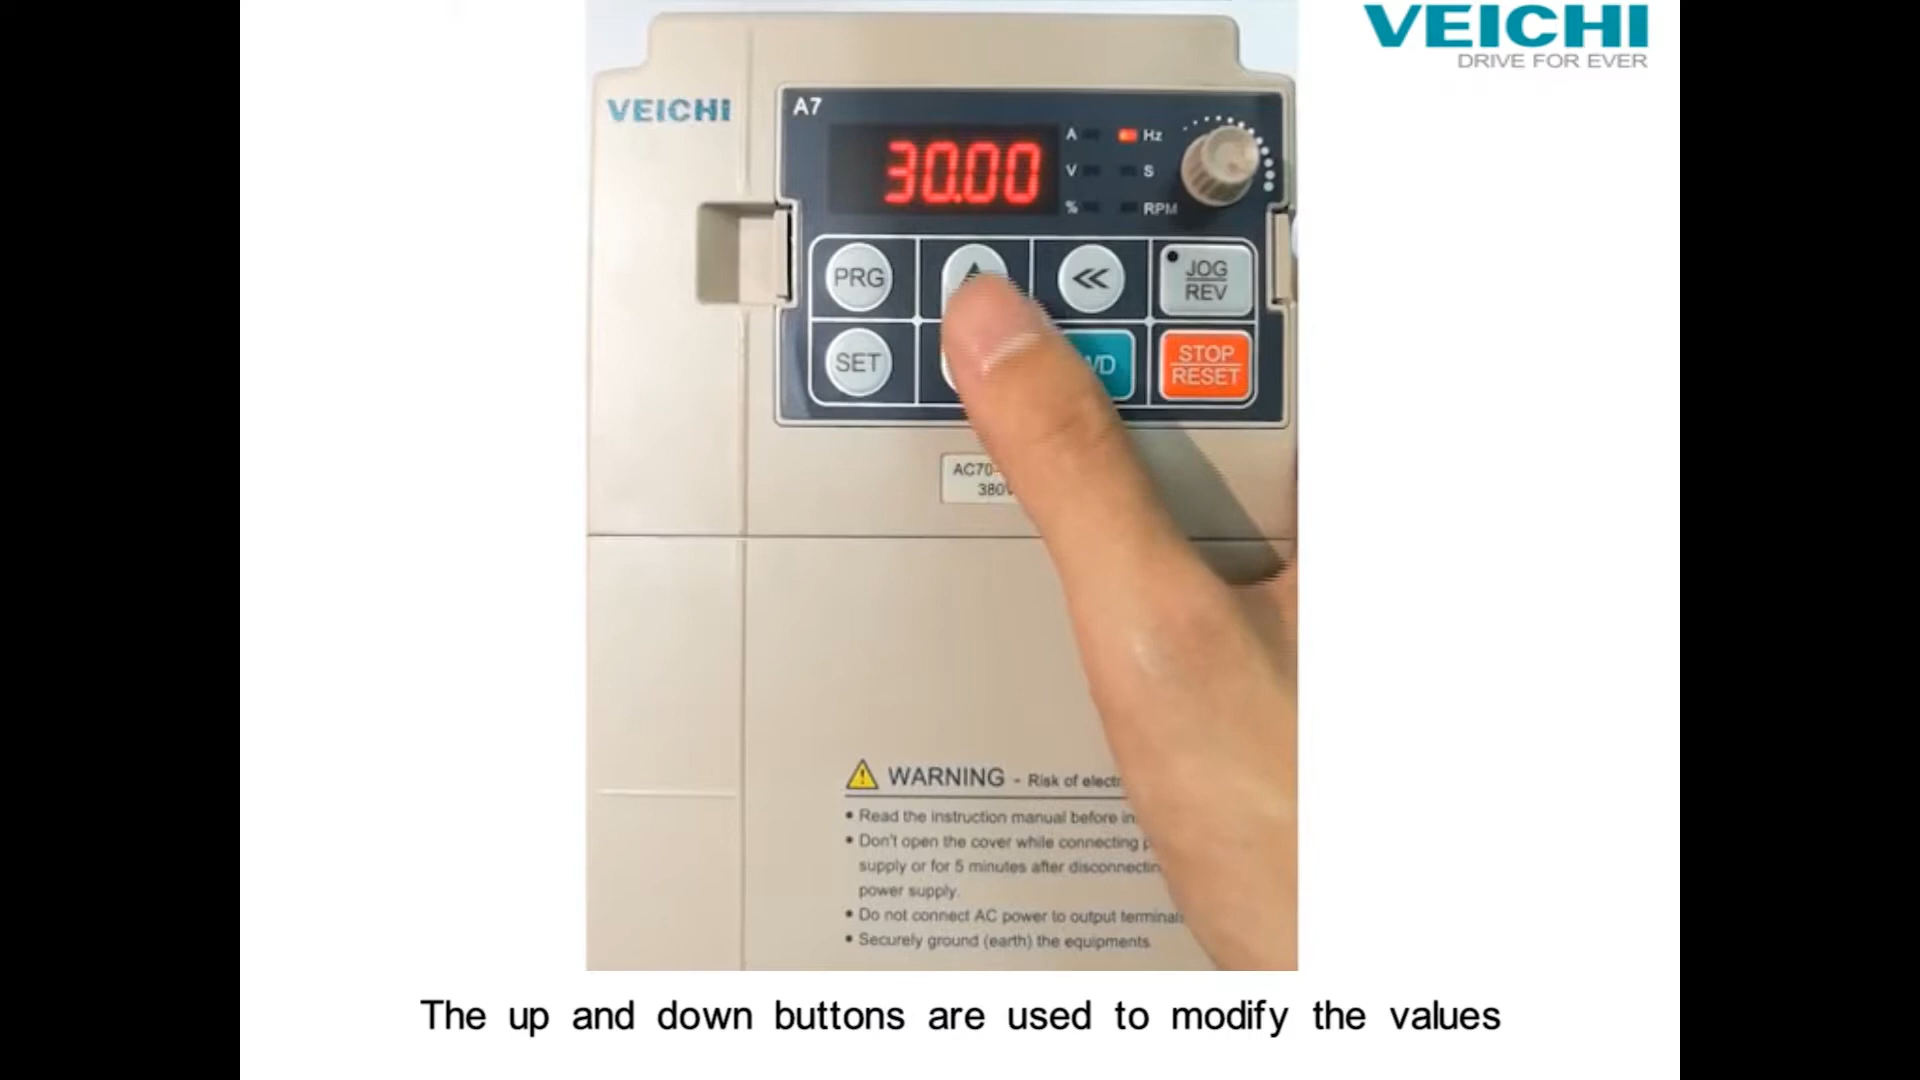 VEICHI
DRIVE FOR EVER
VEICHI
A7
30.00
A
Hz
V
S
%
RPM
PRG
JOG
REV
SET
STOP
RESET
380V
WARNING - Risk of
Read the instruction manual before
Don't open the cover while connecting
supply or for 5 minutes after
power supply.
Do not connect AC power to output
Securely ground (earth) the equipments
The up and down buttons are used to modify the values